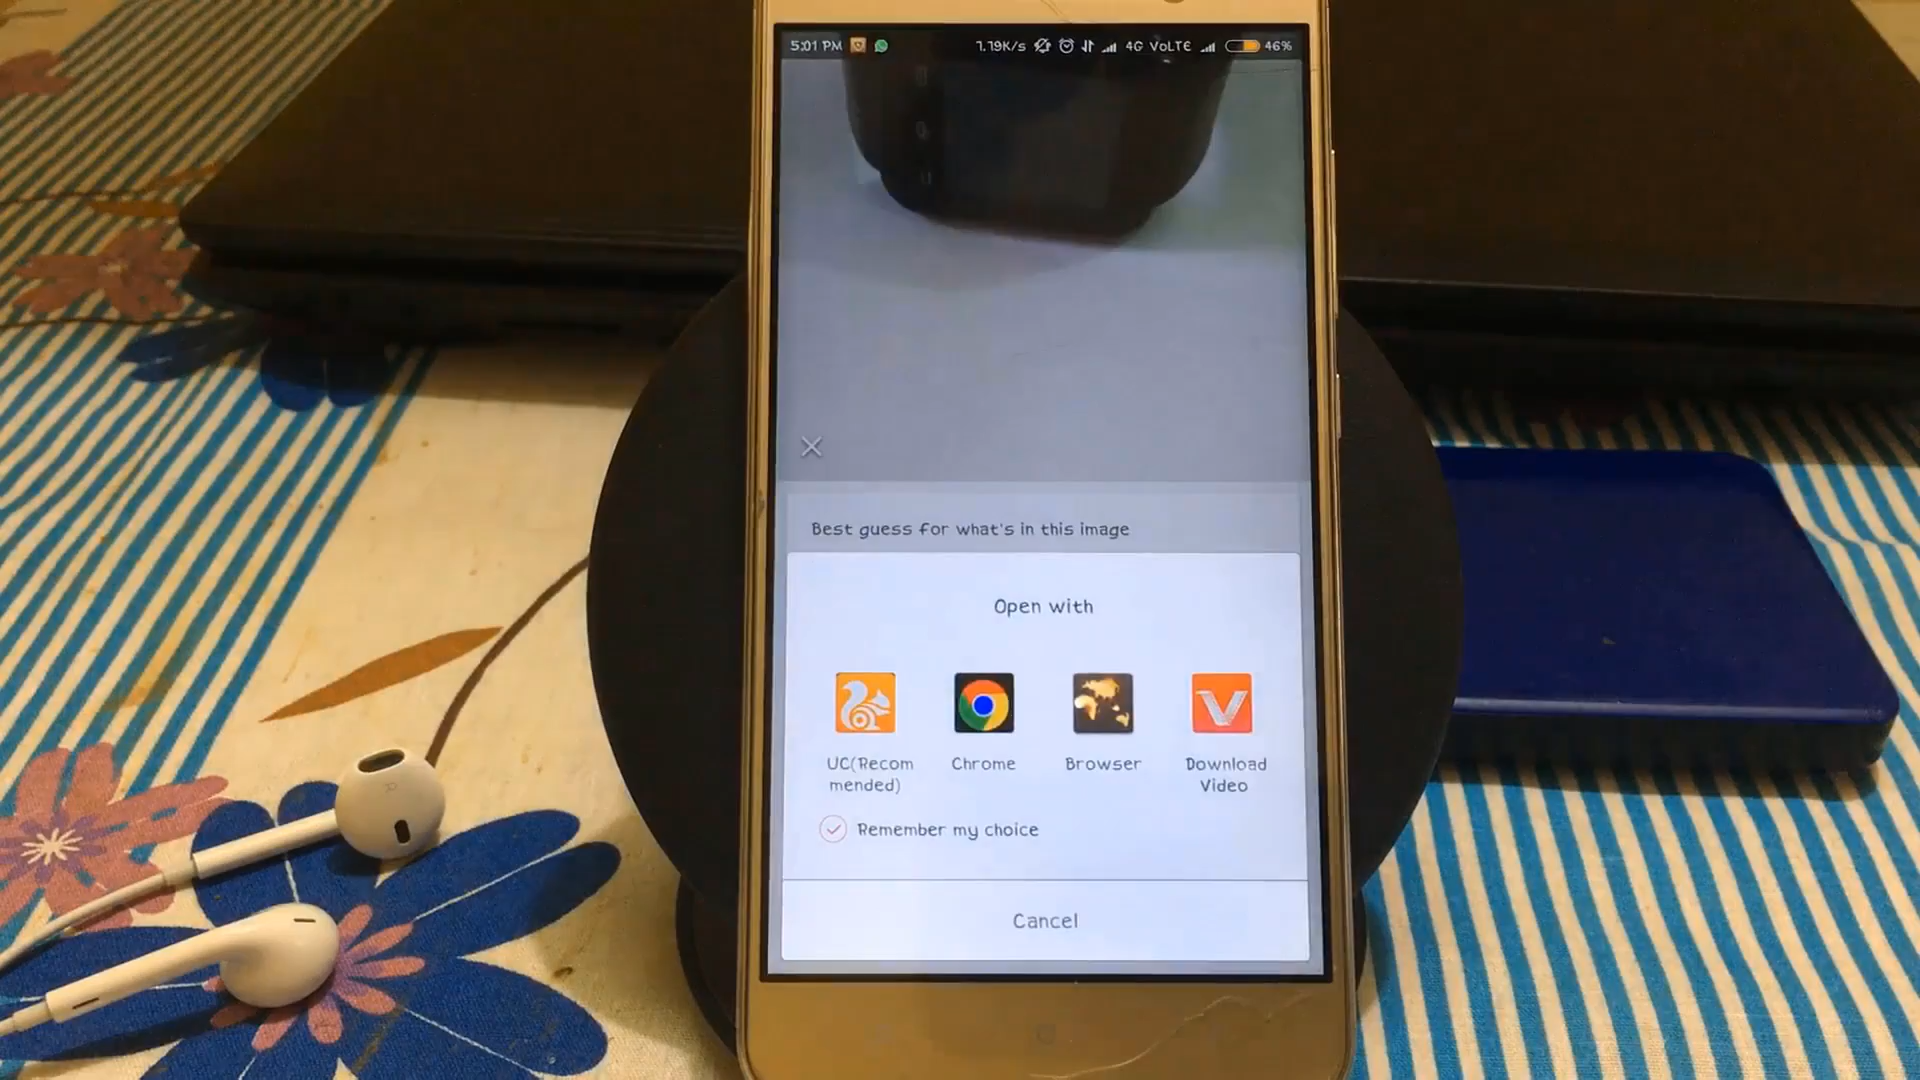 5:01 PM 1.19K/s 4G VoLTE 46%
Best guess for what's in this image
Open with
UC(Recom
mended)
Chrome
Browser
Download
Video
Remember my choice
Cancel